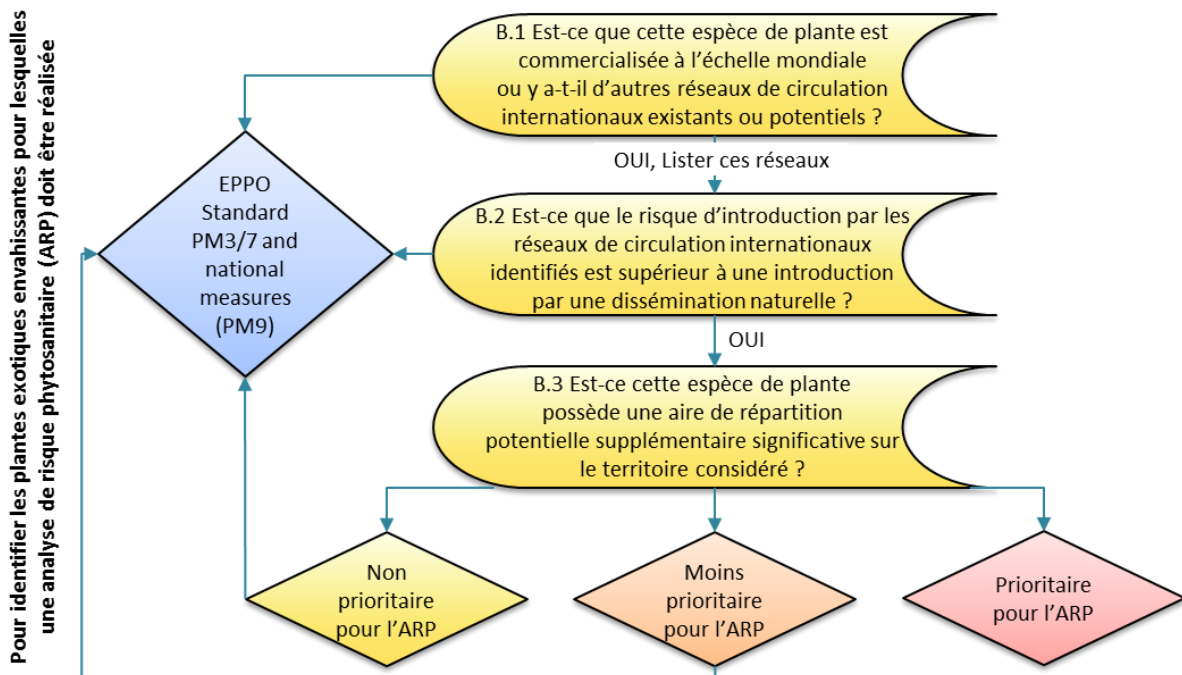 Pour identifier les plantes exotiques envahissantes pour lesquelles
une analyse de risque phytosanitaire (ARP) doit être réalisée
B.1 Est-ce que cette espèce de plante est
commercialisée à l'échelle mondiale
ou y a-t-il d'autres réseaux de circulation
internationaux existants ou potentiels ?
OUI, Lister ces réseaux
EPPO
Standard
PM3/7 and
national
measures
(PM9)
B.2 Est-ce que le risque d'introduction par les
réseaux de circulation internationaux
identifiés est supérieur à une introduction
par une dissémination naturelle ?
OUI
B.3 Est-ce cette espèce de plante
possède une aire de répartition
potentielle supplémentaire significative sur
le territoire considéré ?
Non
prioritaire
pour l'ARP
Moins
prioritaire
pour l'ARP
Prioritaire
pour l'ARP